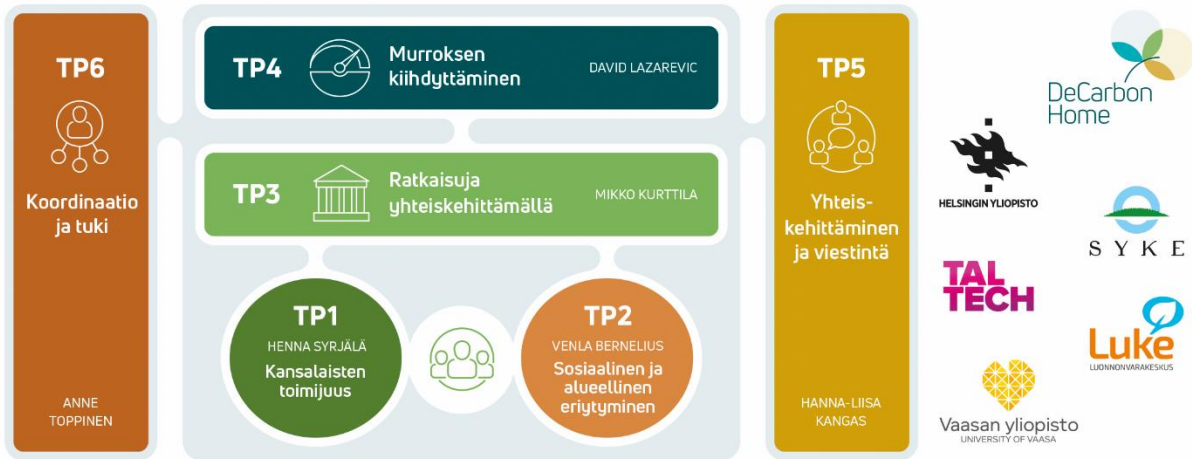 TP6
Koordinaatio
ja tuki
ANNE
TOPPINEN
TP4
Murroksen
kiihdyttäminen
DAVID LAZAREVIC
TP3
Ratkaisuja
yhteiskehittämällä
MIKKO KURTTILA
TP1
HENNA SYRJÄLÄ
Kansalaisten
toimijuus
TP2
VENLA BERNELIUS
Sosiaalinen ja
alueellinen
eriytyminen
TP5
Yhteis-
kehittäminen
ja viestintä
HANNA-LIISA
KANGAS
DeCarbon
Home
HELSINGIN YLIOPISTO
SYKE
TAL
TECH
Luke
LUONNONVARAKESKUS
Vaasan yliopisto
UNIVERSITY OF VAASA